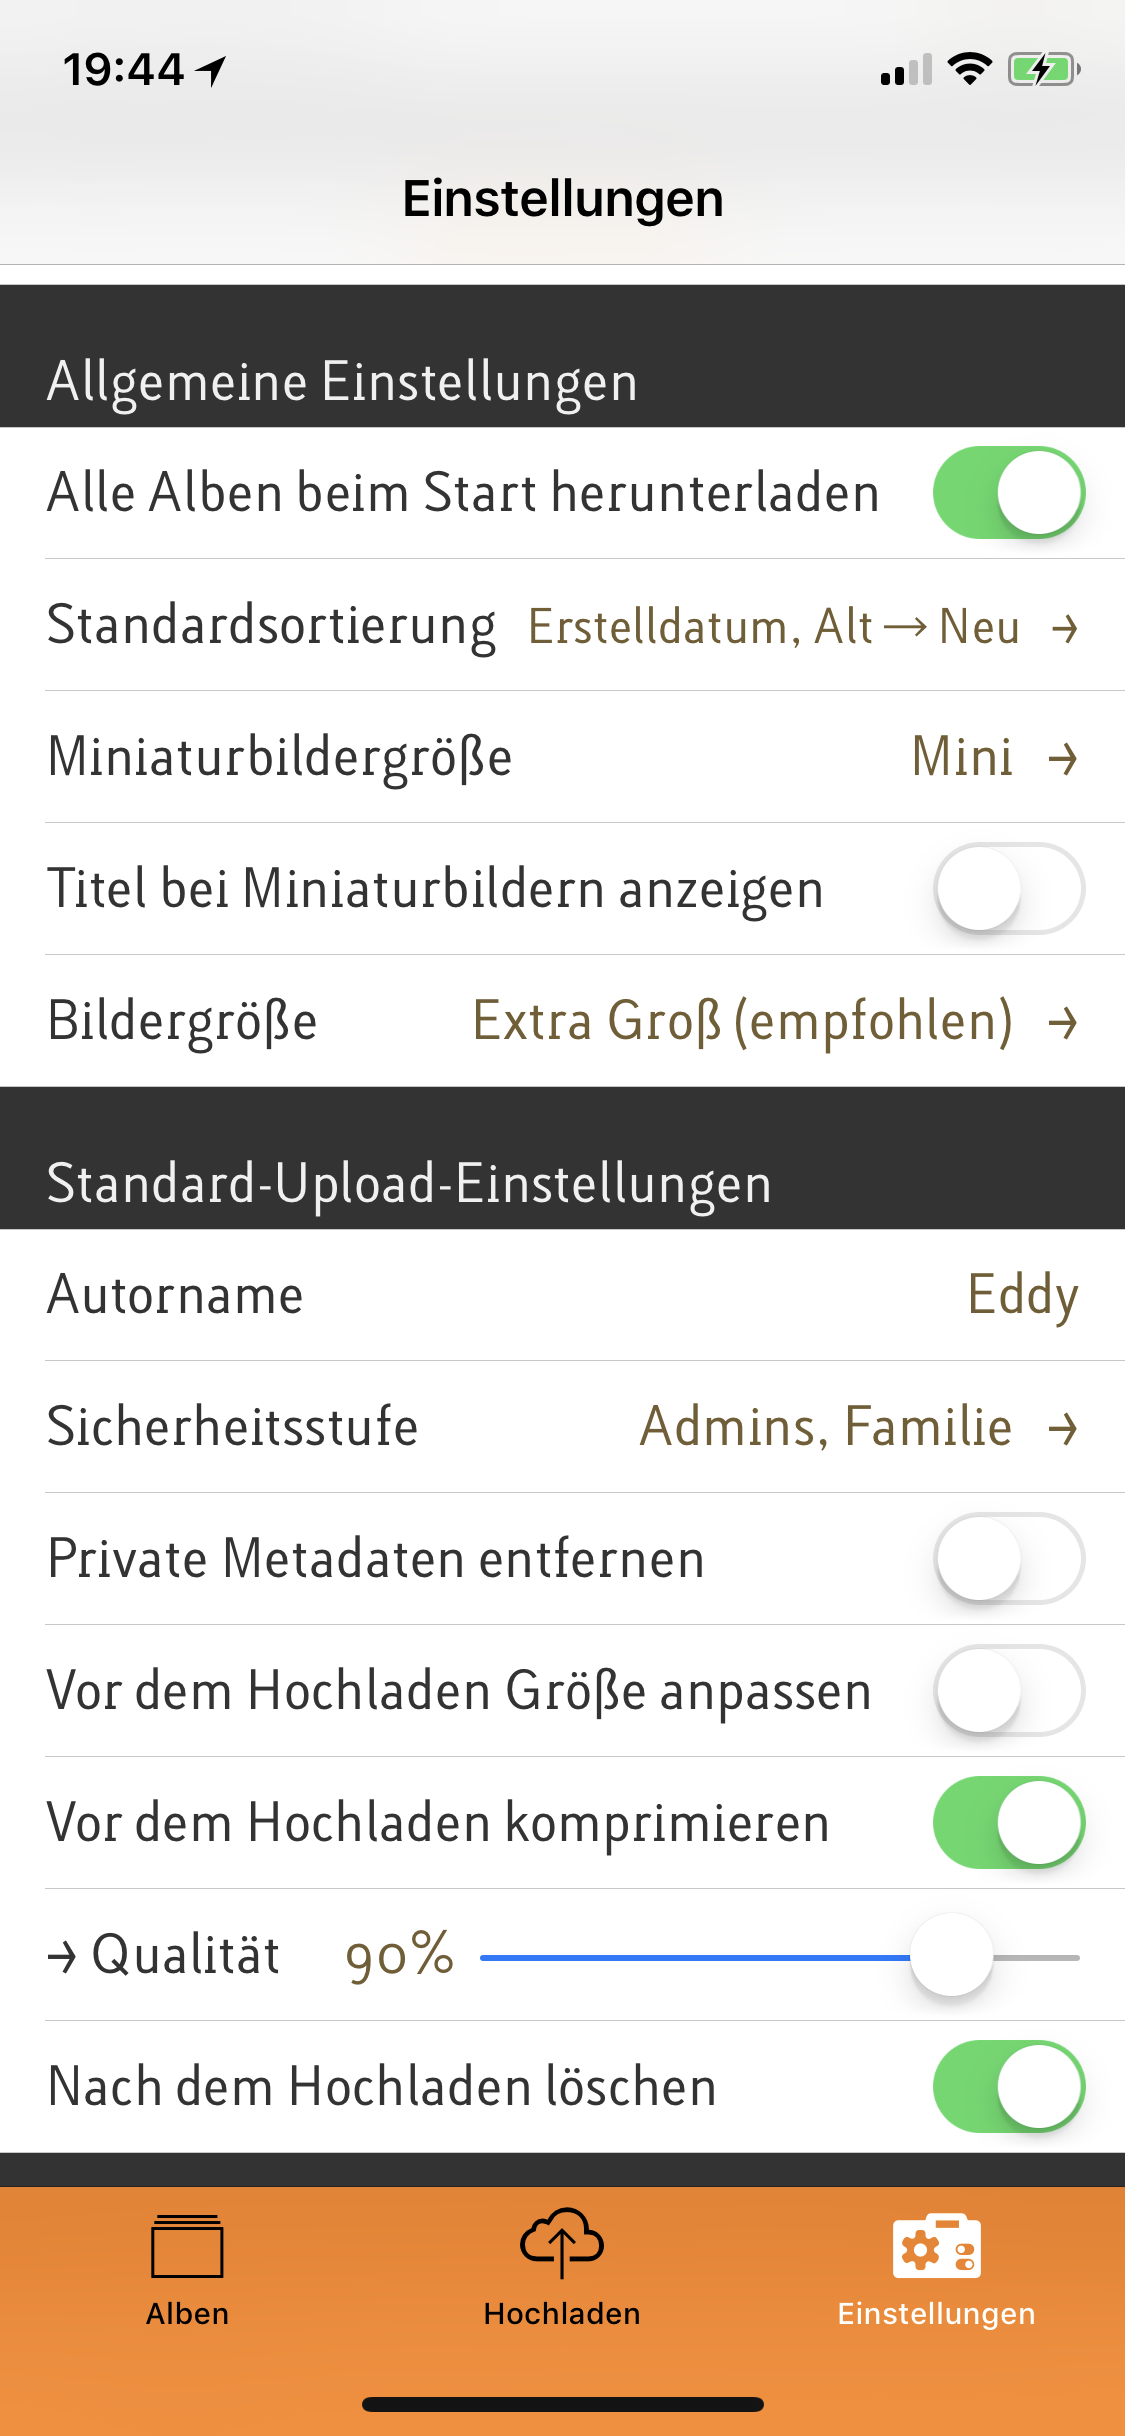 19:44
Einstellungen
Allgemeine Einstellungen
Alle Alben beim Start herunterladen
Standardsortierung Erstelldatum, Alt → Neu →
Miniaturbildergröße Mini →
Titel bei Miniaturbildern anzeigen
Bildergröße Extra Groß (empfohlen) →
Standard-Upload-Einstellungen
Autorname Eddy
Sicherheitsstufe Admins, Familie →
Private Metadaten entfernen
Vor dem Hochladen Größe anpassen
Vor dem Hochladen komprimieren
→ Qualität 90%
Nach dem Hochladen löschen
Alben Hochladen Einstellungen